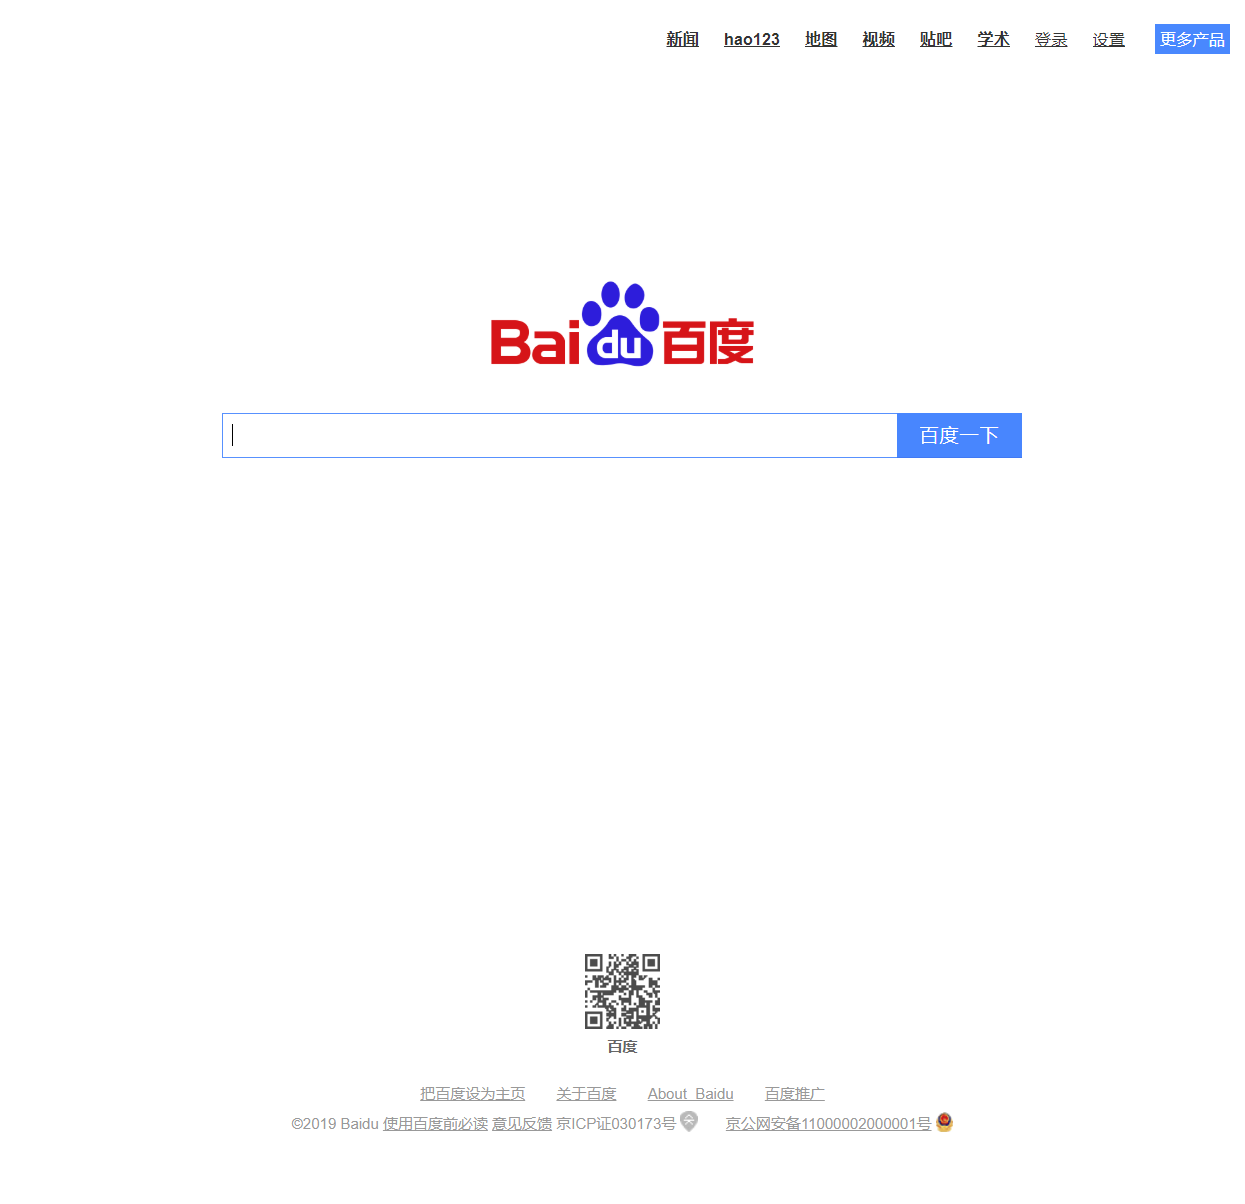 新闻 hao123 地图 视频 贴吧 学术 登录 设置 更多产品
Bai du 百度
百度一下
百度
把百度设为主页 关于百度 About Baidu 百度推广
©2019 Baidu 使用百度前必读 意见反馈 京ICP证030173号 京公网安备11000002000001号